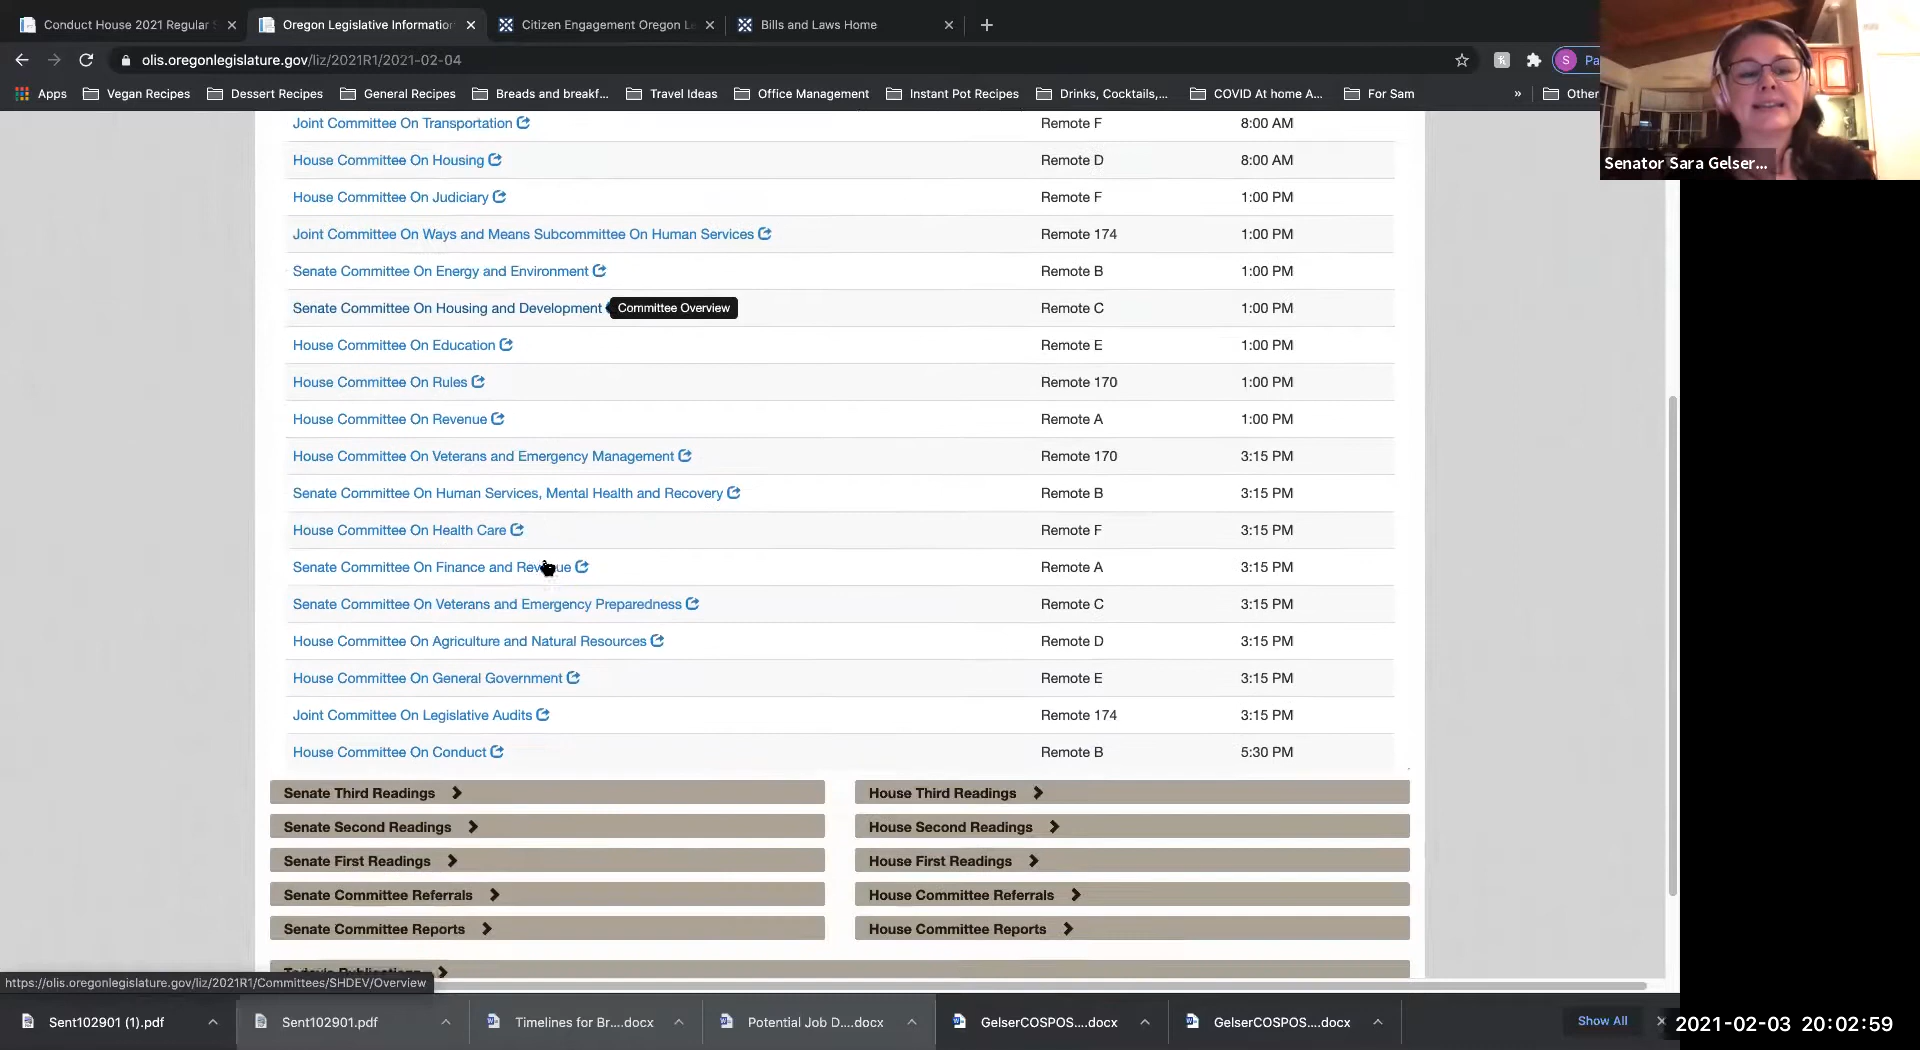 Conduct House 2021 Regular S
Oregon Legislative Information
Citizen Engagement Oregon Le
Bills and Laws Home
olis.oregonlegislature.gov/liz/2021R1/2021-02-04
S Pa
Apps Vegan Recipes Dessert Recipes General Recipes Breads and breakf... Travel Ideas Office Management Instant Pot Recipes Drinks, Cocktails,... COVID At home A... For Sam » Other
Senator Sara Gelser...
Joint Committee On Transportation Remote F 8:00 AM
House Committee On Housing Remote D 8:00 AM
House Committee On Judiciary Remote F 1:00 PM
Joint Committee On Ways and Means Subcommittee On Human Services Remote 174 1:00 PM
Senate Committee On Energy and Environment Remote B 1:00 PM
Senate Committee On Housing and Development Committee Overview Remote C 1:00 PM
House Committee On Education Remote E 1:00 PM
House Committee On Rules Remote 170 1:00 PM
House Committee On Revenue Remote A 1:00 PM
House Committee On Veterans and Emergency Management Remote 170 3:15 PM
Senate Committee On Human Services, Mental Health and Recovery Remote B 3:15 PM
House Committee On Health Care Remote F 3:15 PM
Senate Committee On Finance and Revenue Remote A 3:15 PM
Senate Committee On Veterans and Emergency Preparedness Remote C 3:15 PM
House Committee On Agriculture and Natural Resources Remote D 3:15 PM
House Committee On General Government Remote E 3:15 PM
Joint Committee On Legislative Audits Remote 174 3:15 PM
House Committee On Conduct Remote B 5:30 PM
Senate Third Readings House Third Readings
Senate Second Readings House Second Readings
Senate First Readings House First Readings
Senate Committee Referrals House Committee Referrals
Senate Committee Reports House Committee Reports
Today's Publications
https://olis.oregonlegislature.gov/liz/2021R1/Committees/SHDEV/Overview
Sent102901 (1).pdf Sent102901.pdf Timelines for Br....docx Potential Job D....docx GelserCOSPOS....docx GelserCOSPOS....docx Show All
2021-02-03 20:02:59